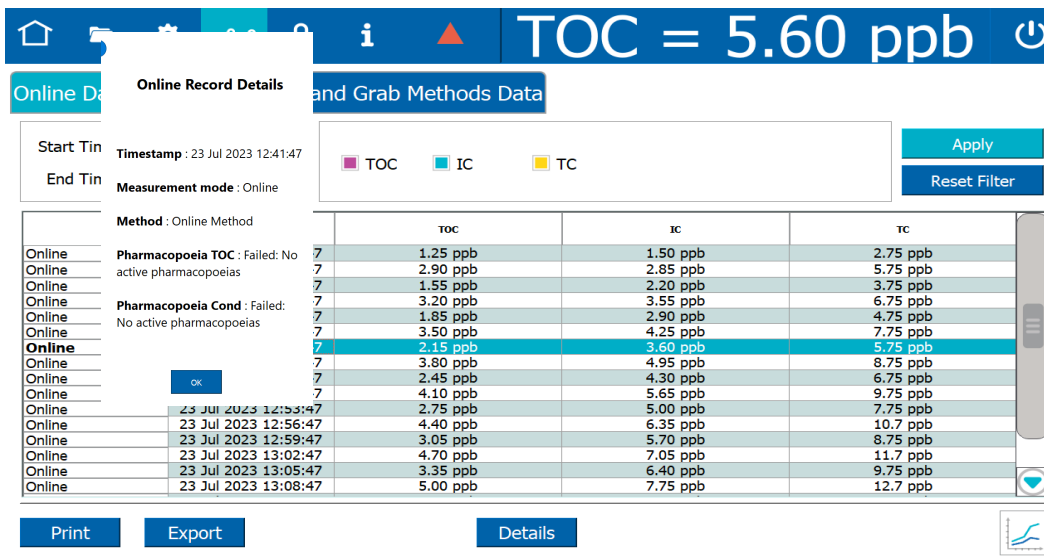 TOC = 5.60 ppb
Online Da
and Grab Methods Data
Start Tim
End Tim
TOC IC TC
Apply
Reset Filter
Online Record Details
Timestamp : 23 Jul 2023 12:41:47
Measurement mode : Online
Method : Online Method
Pharmacopoeia TOC : Failed: No
active pharmacopoeias
Pharmacopoeia Cond : Failed:
No active pharmacopoeias
OK
TOC IC TC
Online 7 1.25 ppb 1.50 ppb 2.75 ppb
Online 7 2.90 ppb 2.85 ppb 5.75 ppb
Online 7 1.55 ppb 2.20 ppb 3.75 ppb
Online 7 3.20 ppb 3.55 ppb 6.75 ppb
Online 7 1.85 ppb 2.90 ppb 4.75 ppb
Online 7 3.50 ppb 4.25 ppb 7.75 ppb
Online 7 2.15 ppb 3.60 ppb 5.75 ppb
Online 7 3.80 ppb 4.95 ppb 8.75 ppb
Online 7 2.45 ppb 4.30 ppb 6.75 ppb
Online 7 4.10 ppb 5.65 ppb 9.75 ppb
Online 23 Jul 2023 12:53:47 2.75 ppb 5.00 ppb 7.75 ppb
Online 23 Jul 2023 12:56:47 4.40 ppb 6.35 ppb 10.7 ppb
Online 23 Jul 2023 12:59:47 3.05 ppb 5.70 ppb 8.75 ppb
Online 23 Jul 2023 13:02:47 4.70 ppb 7.05 ppb 11.7 ppb
Online 23 Jul 2023 13:05:47 3.35 ppb 6.40 ppb 9.75 ppb
Online 23 Jul 2023 13:08:47 5.00 ppb 7.75 ppb 12.7 ppb
Print Export Details